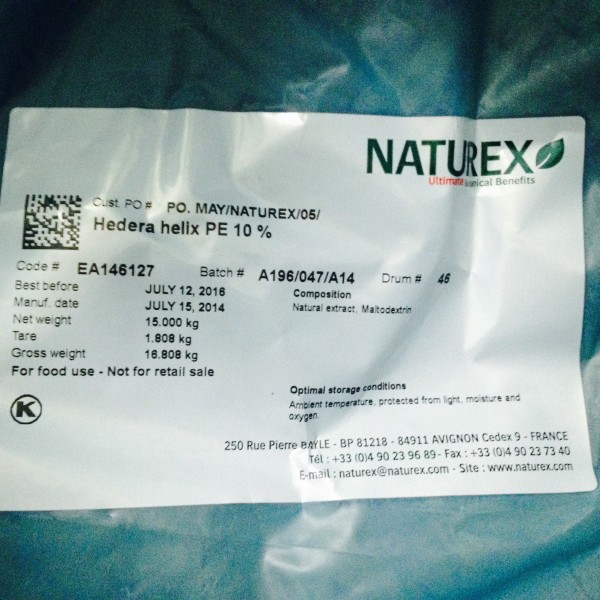 NATUREX
Ultimate Botanical Benefits
Cust. PO # PO. MAY/NATUREX/05/
Hedera helix PE 10 %
Code # EA146127 Batch # A196/047/A14 Drum # 46
Best before JULY 12, 2016
Manuf. date JULY 15, 2014
Net weight 15.000 kg
Tare 1.808 kg
Gross weight 16.808 kg
For food use - Not for retail sale
Composition
Natural extract, Maltodextrin
Optimal storage conditions
Ambient temperature, protected from light, moisture and
oxygen.
K
250 Rue Pierre BAYLE - BP 81218 - 84911 AVIGNON Cedex 9 - FRANCE
Tél : +33 (0)4 90 23 96 89 - Fax : +33 (0)4 90 23 73 40
E-mail : naturex@naturex.com - Site : www.naturex.com